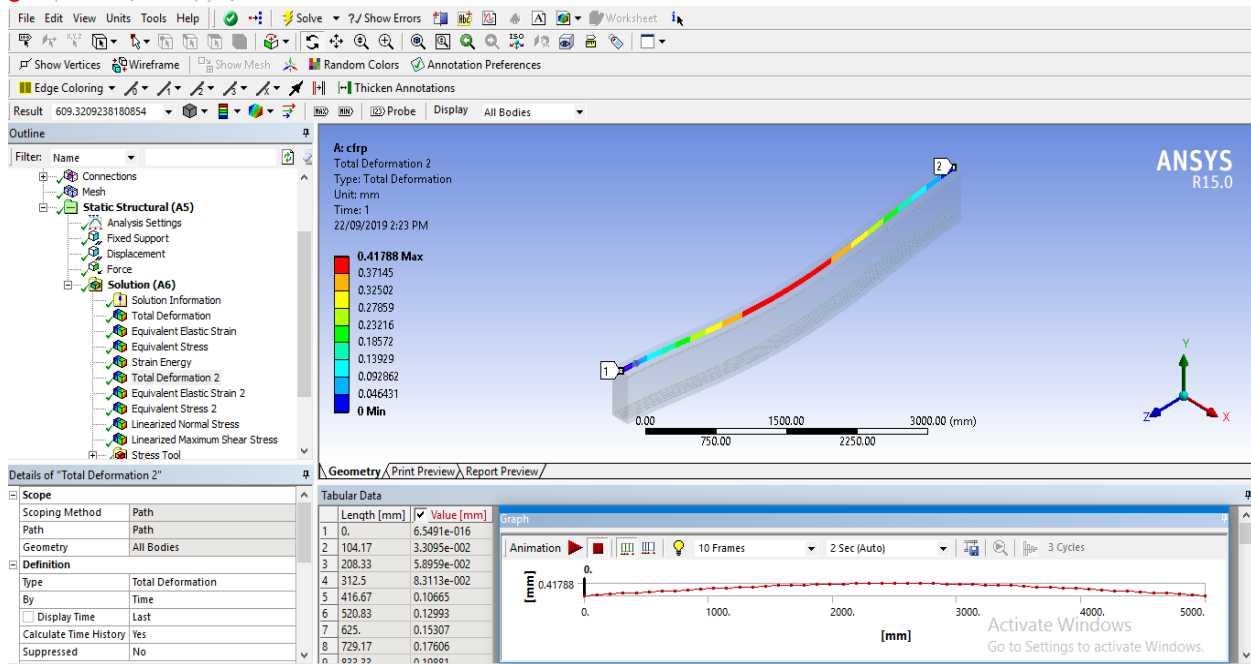 File Edit View Units Tools Help Solve ?/ Show Errors Worksheet
Show Vertices Wireframe Show Mesh Random Colors Annotation Preferences
Edge Coloring Thicken Annotations
Result 609.3209238180854 MAX MIN Probe Display All Bodies
Outline
Filter: Name
Connections
Mesh
Static Structural (A5)
Analysis Settings
Fixed Support
Displacement
Force
Solution (A6)
Solution Information
Total Deformation
Equivalent Elastic Strain
Equivalent Stress
Strain Energy
Total Deformation 2
Equivalent Elastic Strain 2
Equivalent Stress 2
Linearized Normal Stress
Linearized Maximum Shear Stress
Stress Tool
A: cfrp
Total Deformation 2
Type: Total Deformation
Unit: mm
Time: 1
22/09/2019 2:23 PM
0.41788 Max
0.37145
0.32502
0.27859
0.23216
0.18572
0.13929
0.092862
0.046431
0 Min
ANSYS
R15.0
2
1
0.00 1500.00 3000.00 (mm)
750.00 2250.00
Y
Z X
Geometry Print Preview Report Preview
Details of "Total Deformation 2"
Scope
Scoping Method Path
Path Path
Geometry All Bodies
Definition
Type Total Deformation
By Time
Display Time Last
Calculate Time History Yes
Suppressed No
Tabular Data
Length [mm] Value [mm]
1 0. 6.5491e-016
2 104.17 3.3095e-002
3 208.33 5.8959e-002
4 312.5 8.3113e-002
5 416.67 0.10665
6 520.83 0.12993
7 625. 0.15307
8 729.17 0.17606
9 833.33 0.19881
Graph
Animation 10 Frames 2 Sec (Auto) 3 Cycles
0.
[mm] 0.41788
0. 1000. 2000. 3000. 4000. 5000.
[mm]
Activate Windows
Go to Settings to activate Windows.